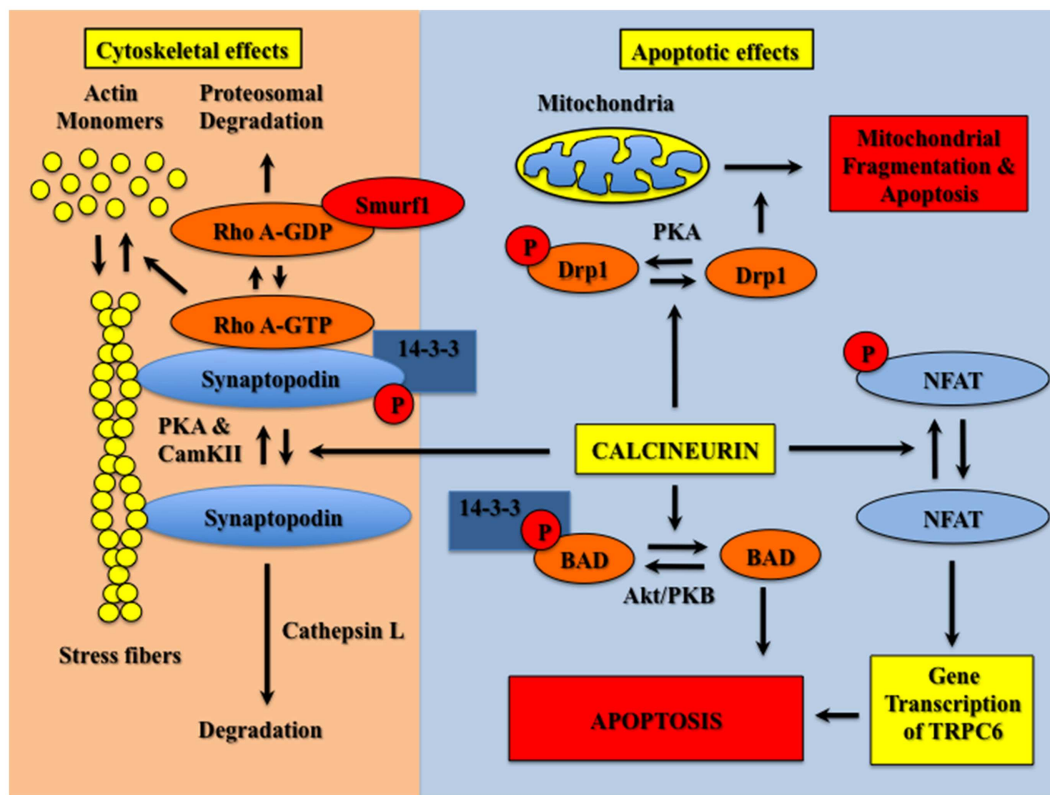 Cytoskeletal effects
Actin
Monomers
Proteosomal
Degradation
Smurf1
Rho A-GDP
Rho A-GTP
14-3-3
Synaptopodin
P
PKA &
CamKII
Synaptopodin
Cathepsin L
Stress fibers
Degradation
Apoptotic effects
Mitochondria
Mitochondrial
Fragmentation &
Apoptosis
P
Drp1
PKA
Drp1
P
NFAT
CALCINEURIN
NFAT
14-3-3
P
BAD
BAD
Akt/PKB
APOPTOSIS
Gene
Transcription
of TRPC6